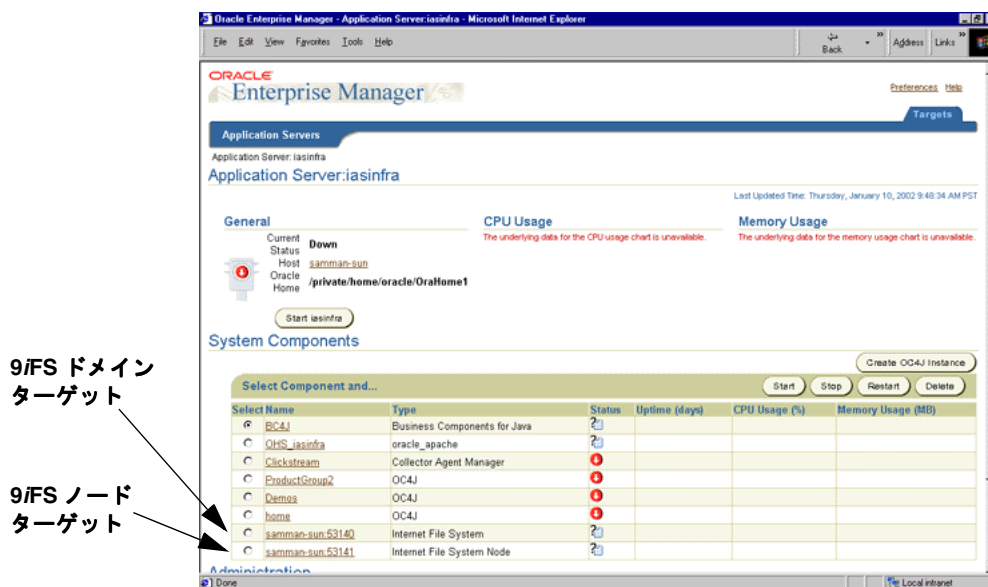 Oracle Enterprise Manager - Application Server:iasinfra - Microsoft Internet Explorer
File Edit View Favorites Tools Help
Back
Address
Links
ORACLE
Enterprise Manager
Preferences Help
Targets
Application Servers
Application Server: iasinfra
Application Server:iasinfra
Last Updated Time: Thursday, January 10, 2002 9:48:34 AM PST
General
Current Status Down
Host samman-sun
Oracle Home /private/home/oracle/OraHome1
Start iasinfra
CPU Usage
The underlying data for the CPU usage chart is unavailable.
Memory Usage
The underlying data for the memory usage chart is unavailable.
System Components
Create OC4J Instance
Select Component and...
Start Stop Restart Delete
Select Name Type Status Uptime (days) CPU Usage (%) Memory Usage (MB)
BC4J Business Components for Java
OHS_iasinfra oracle_apache
Clickstream Collector Agent Manager
ProductGroup2 OC4J
Demos OC4J
home OC4J
samman-sun:53140 Internet File System
samman-sun:53141 Internet File System Node
Administration
Done
Local intranet
9iFS ドメイン
ターゲット
9iFS ノード
ターゲット